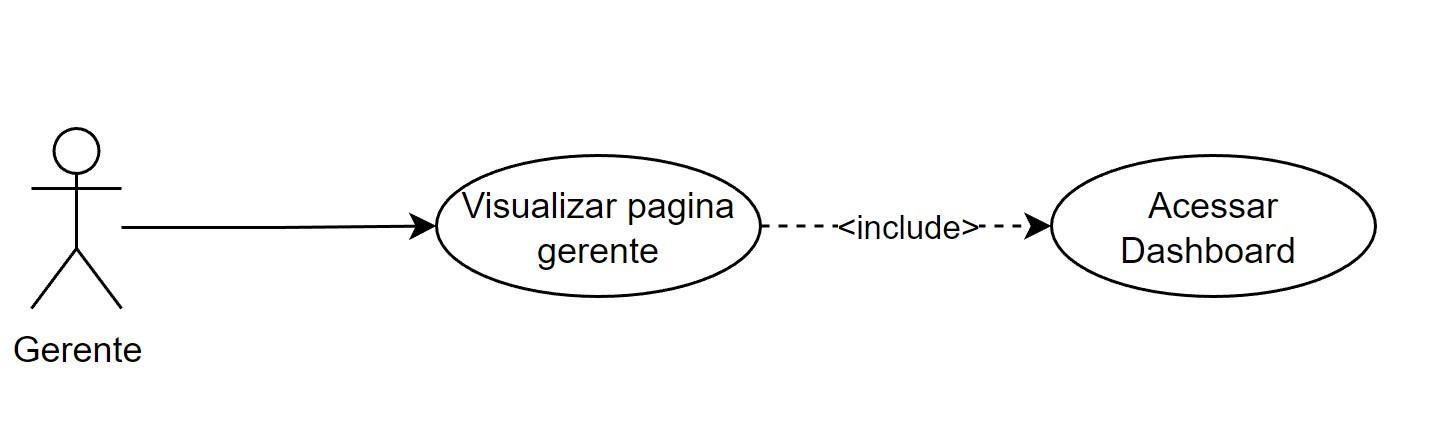 Visualizar pagina
gerente
<include>
Acessar
Dashboard
Gerente